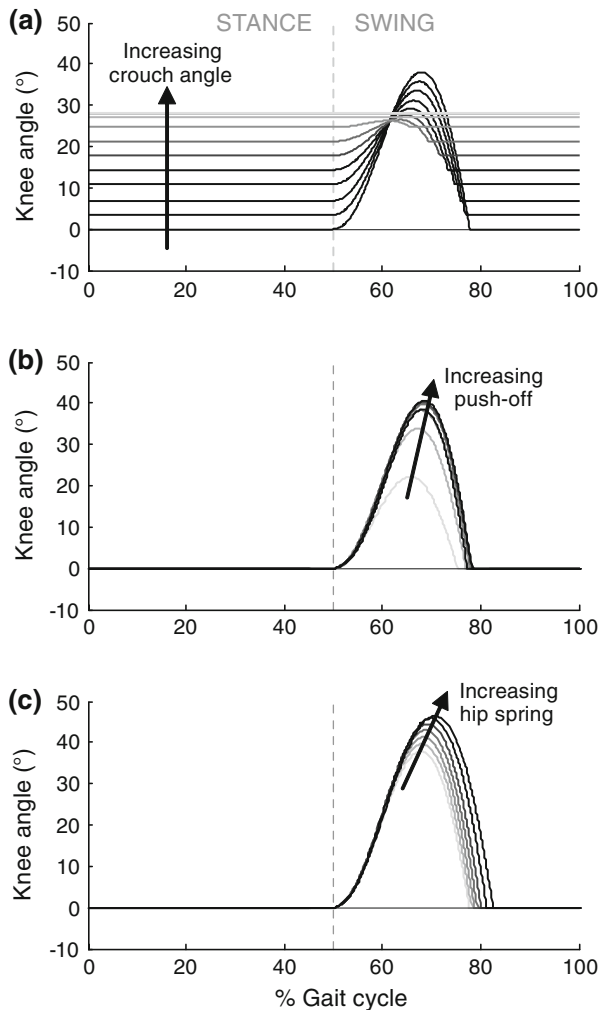 (a)
STANCE SWING
Increasing
crouch angle
Knee angle (°)
50
40
30
20
10
0
-10
0 20 40 60 80 100
(b)
Increasing
push-off
Knee angle (°)
50
40
30
20
10
0
-10
0 20 40 60 80 100
(c)
Increasing
hip spring
Knee angle (°)
50
40
30
20
10
0
-10
0 20 40 60 80 100
% Gait cycle